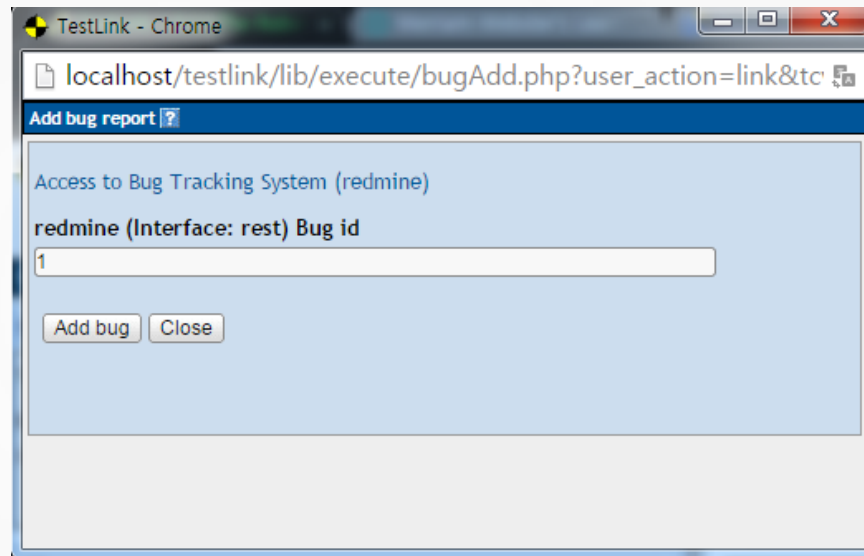 TestLink - Chrome
localhost/testlink/lib/execute/bugAdd.php?user_action=link&tc
Add bug report ?
Access to Bug Tracking System (redmine)
redmine (Interface: rest) Bug id
1
Add bug Close